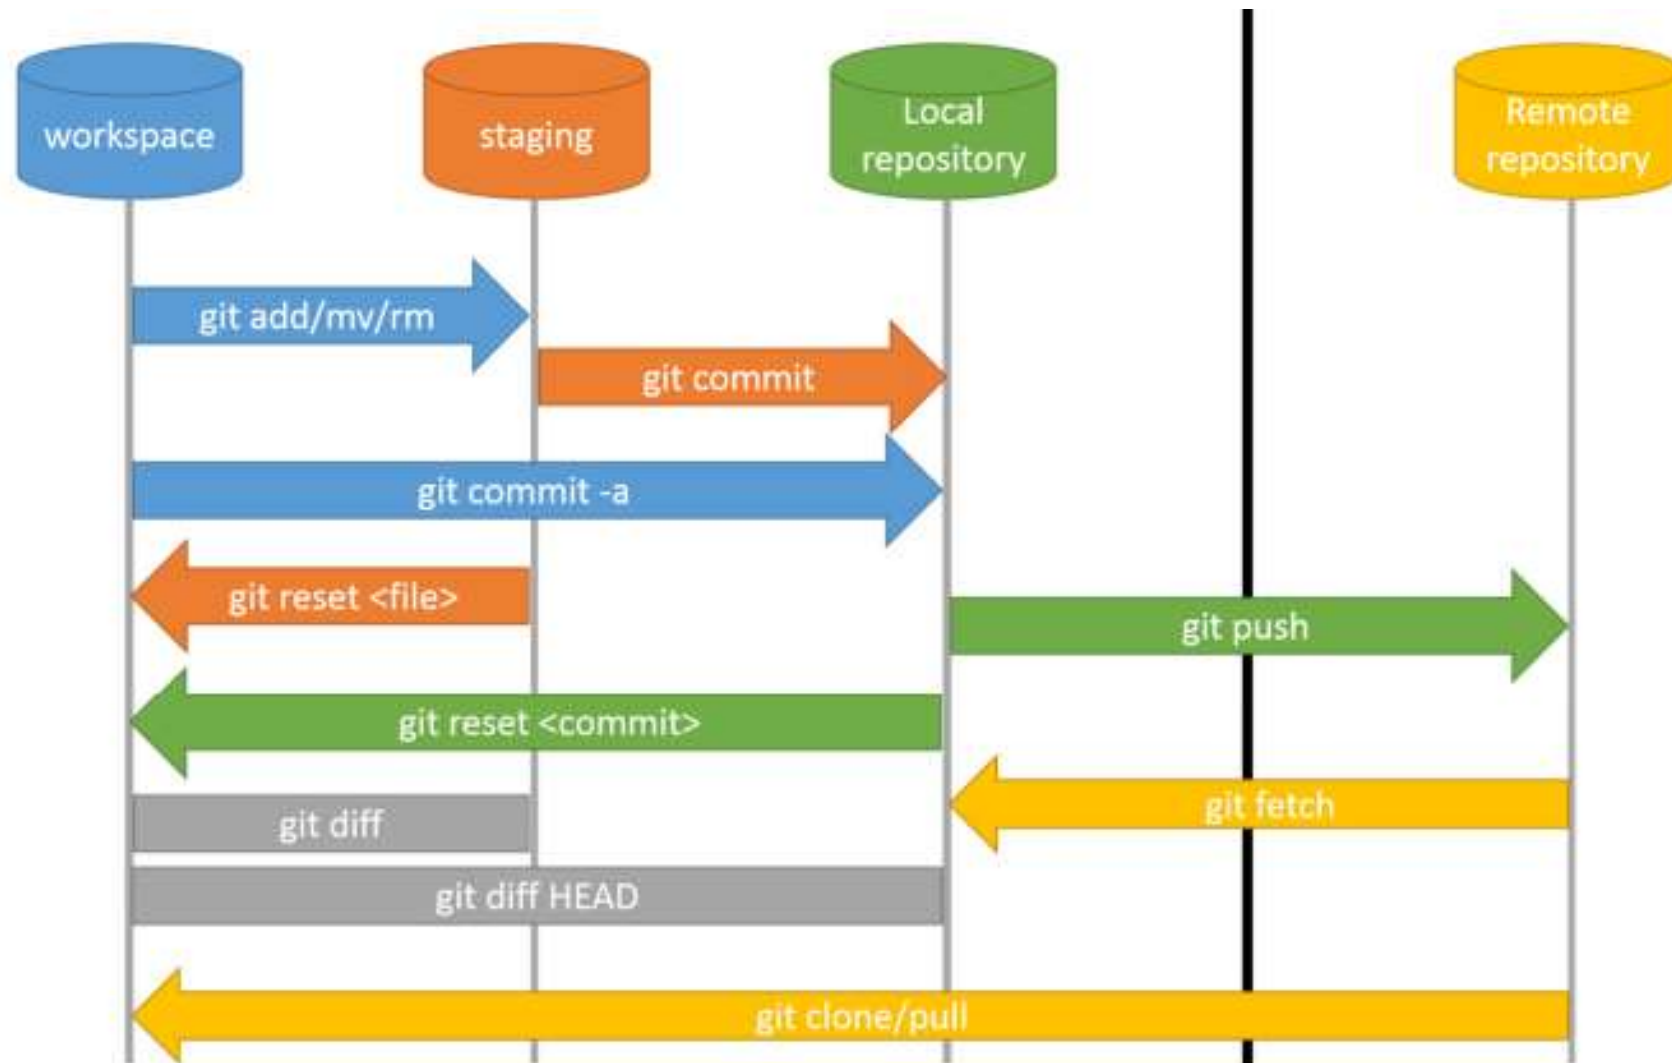 workspace
staging
Local
repository
Remote
repository
git add/mv/rm
git commit
git commit -a
git reset <file>
git push
git reset <commit>
git fetch
git diff
git diff HEAD
git clone/pull